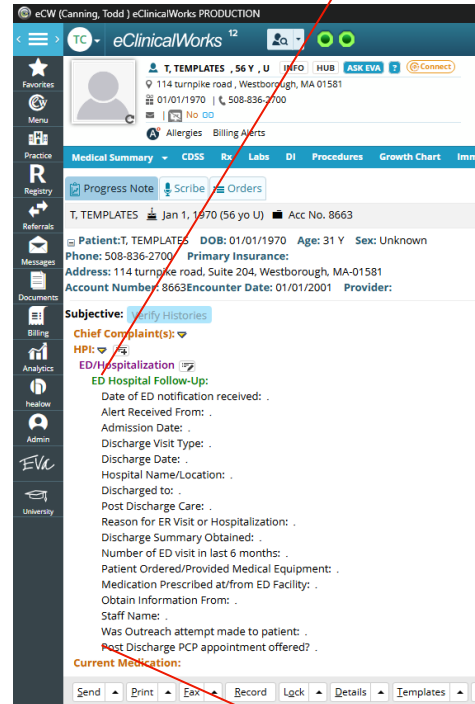 eCW (Canning, Todd ) eClinicalWorks PRODUCTION
TC eClinicalWorks 12
T, TEMPLATES , 56 Y , U INFO HUB ASK EVA ? @Connect
114 turnpike road , Westborough, MA 01581
01/01/1970 | 508-836-2700
| No
A Allergies Billing Alerts
Medical Summary CDSS Rx Labs DI Procedures Growth Chart Imm
Progress Note Scribe Orders
T, TEMPLATES Jan 1, 1970 (56 yo U) Acc No. 8663
Patient:T, TEMPLATES DOB: 01/01/1970 Age: 31 Y Sex: Unknown
Phone: 508-836-2700 Primary Insurance:
Address: 114 turnpike road, Suite 204, Westborough, MA-01581
Account Number: 8663Encounter Date: 01/01/2001 Provider:
Subjective: Verify Histories
Chief Complaint(s):
HPI:
ED/Hospitalization
ED Hospital Follow-Up:
Date of ED notification received: .
Alert Received From: .
Admission Date: .
Discharge Visit Type: .
Discharge Date: .
Hospital Name/Location: .
Discharged to: .
Post Discharge Care: .
Reason for ER Visit or Hospitalization: .
Discharge Summary Obtained: .
Number of ED visit in last 6 months: .
Patient Ordered/Provided Medical Equipment: .
Medication Prescribed at/from ED Facility: .
Obtain Information From: .
Staff Name: .
Was Outreach attempt made to patient: .
Post Discharge PCP appointment offered? .
Current Medication:
Send Print Fax Record Lock Details Templates
Favorites
Menu
Practice
R
Registry
Referrals
Messages
Documents
Billing
Analytics
healow
Admin
EVA
University